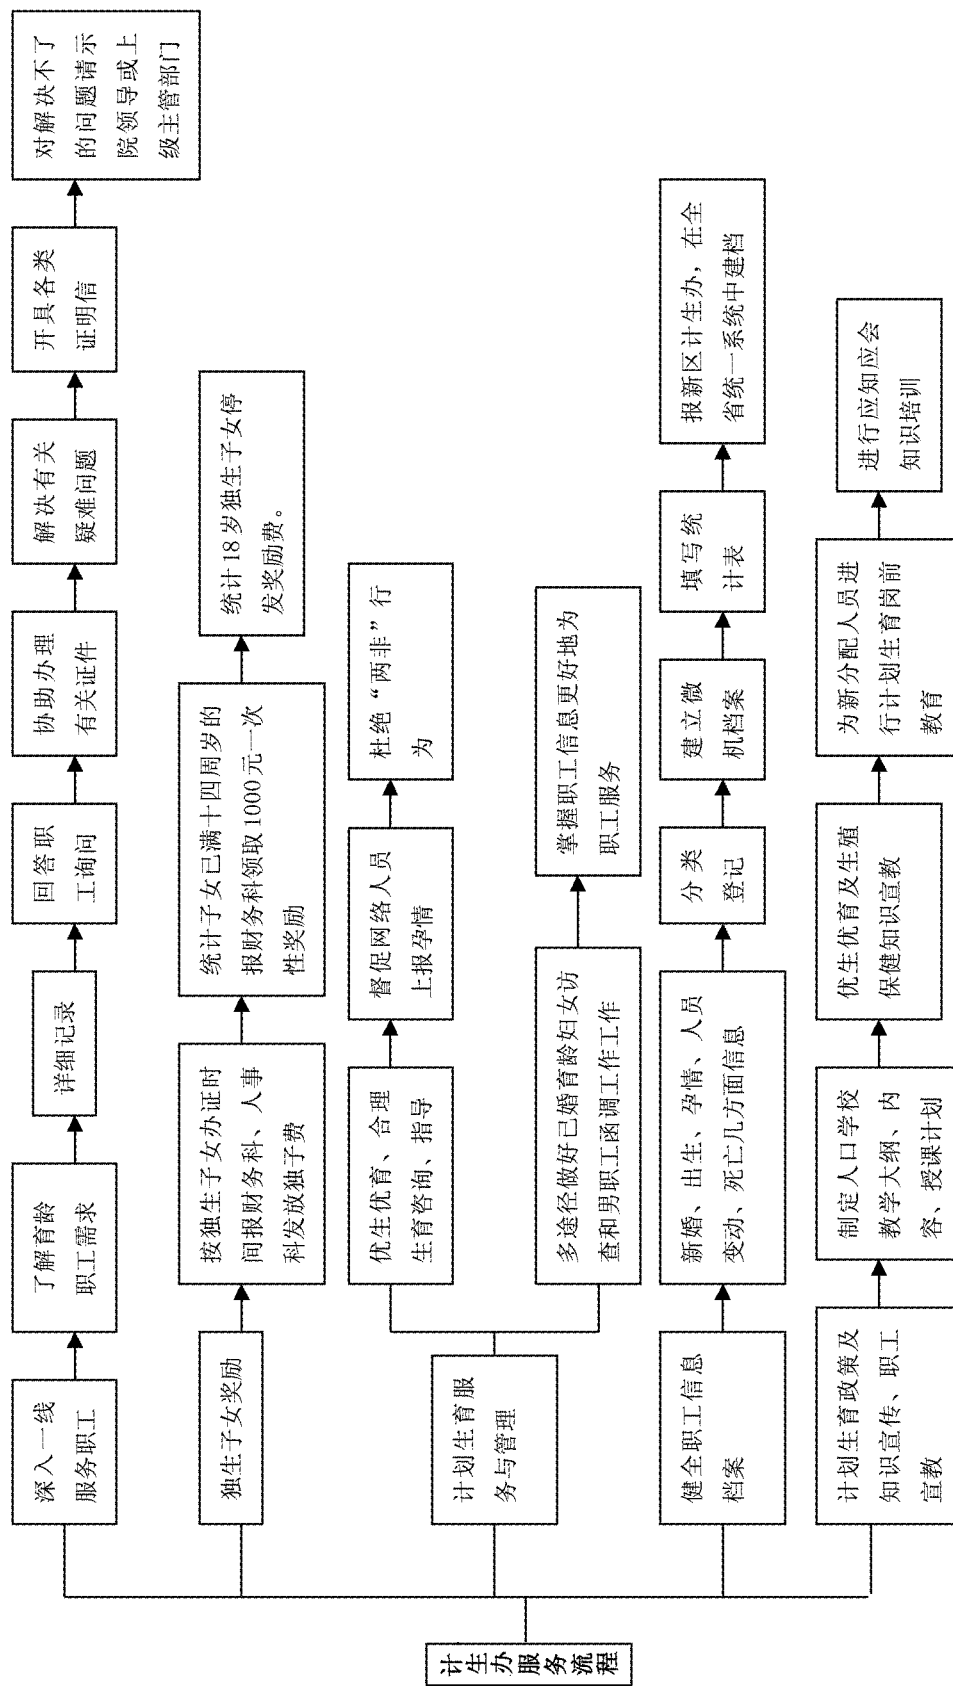 计生办服务流程
深入一线
服务职工
了解育龄
职工需求
详细记录
回答职
工询问
协助办理
有关证件
解决有关
疑难问题
开具各类
证明信
对解决不了
的问题请示
院领导或上
级主管部门
独生子女奖励
按独生子女办证时
间报财务科、人事
科发放独子费
统计子女已满十四周岁的
报财务科领取1000元一次
性奖励
统计18岁独生子女停
发奖励费。
计划生育服
务与管理
优生优育、合理
生育咨询、指导
督促网络人员
上报孕情
杜绝“两非”行
为
多途径做好已婚育龄妇女访
查和男职工函调工作工作
掌握职工信息更好地为
职工服务
健全职工信息
档案
新婚、出生、孕情、人员
变动、死亡几方面信息
分类
登记
建立微
机档案
填写统
计表
报新区计生办，在全
省统一系统中建档
计划生育政策及
知识宣传、职工
宣教
制定人口学校
教学大纲、内
容、授课计划
优生优育及生殖
保健知识宣教
为新分配人员进
行计划生育岗前
教育
进行应知应会
知识培训